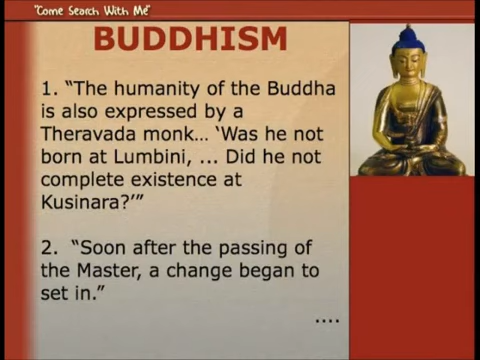 "Come Search With Me"
BUDDHISM
1. “The humanity of the Buddha
is also expressed by a
Theravada monk… ‘Was he not
born at Lumbini, ... Did he not
complete existence at
Kusinara?’”
2. “Soon after the passing of
the Master, a change began to
set in.”
....